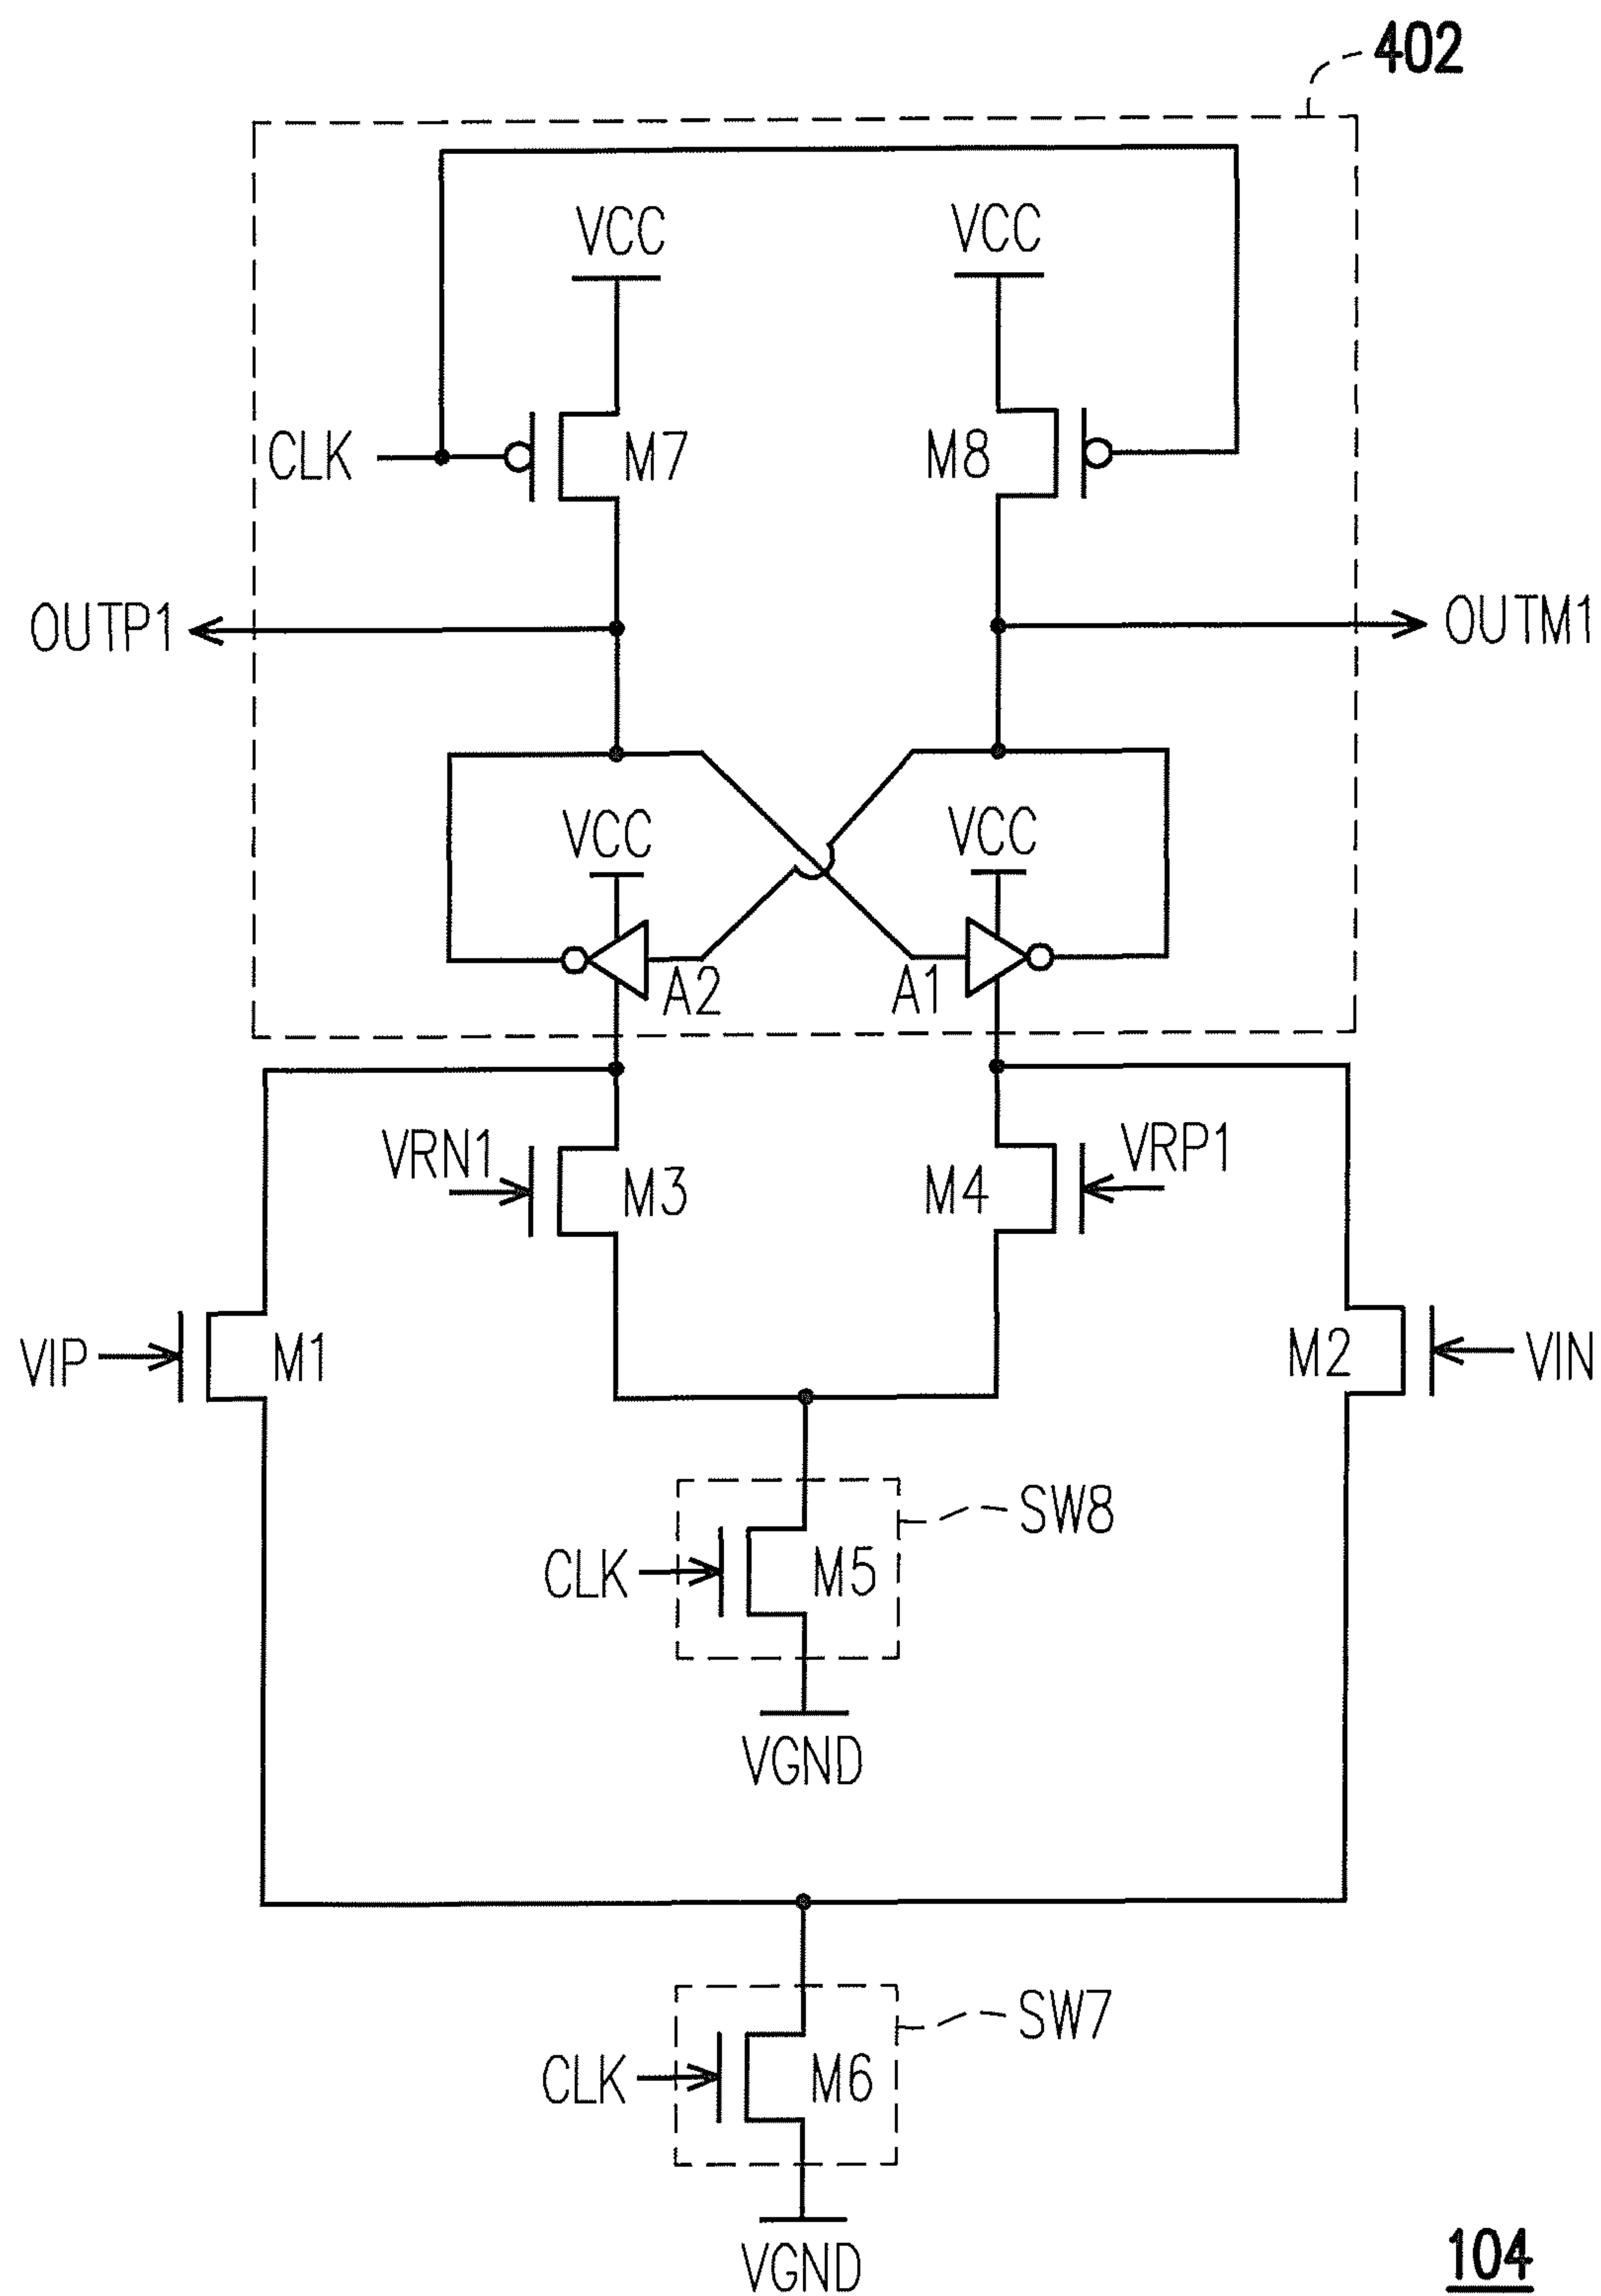 402
VCC
VCC
CLK
M7
M8
OUTP1
OUTM1
VCC
VCC
A2
A1
VRN1
M3
M4
VRP1
VIP
M1
M2
VIN
SW8
CLK
M5
VGND
SW7
CLK
M6
VGND
104